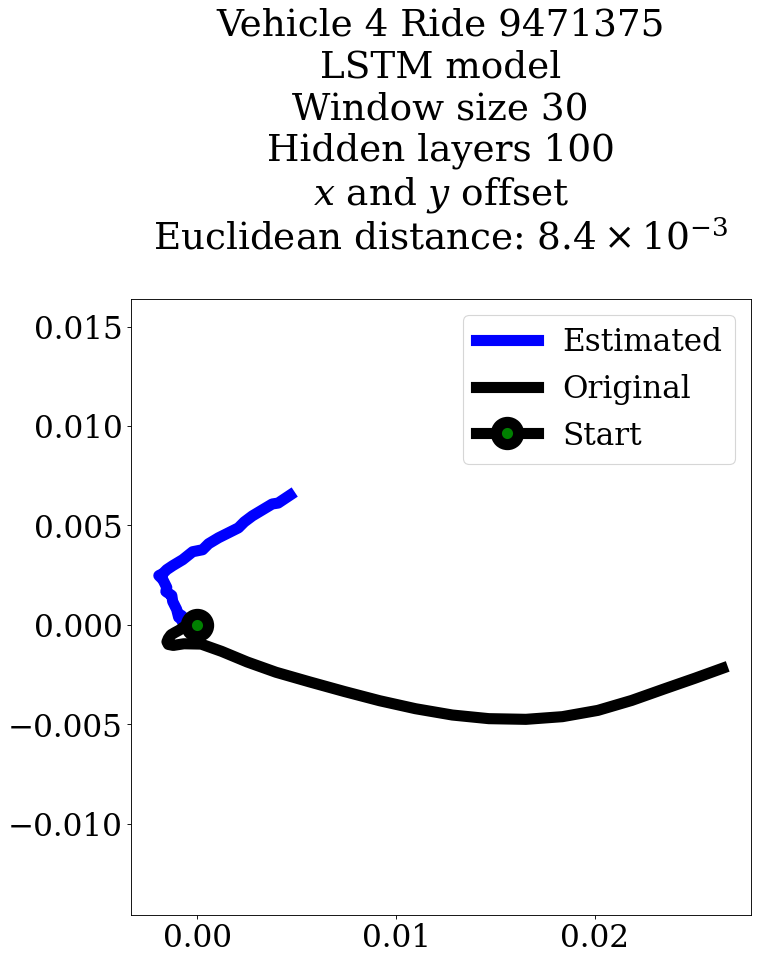 Vehicle 4 Ride 9471375
LSTM model
Window size 30
Hidden layers 100
x and y offset
Euclidean distance: 8.4 × 10⁻³
Estimated
Original
Start
0.015
0.010
0.005
0.000
−0.005
−0.010
0.00 0.01 0.02